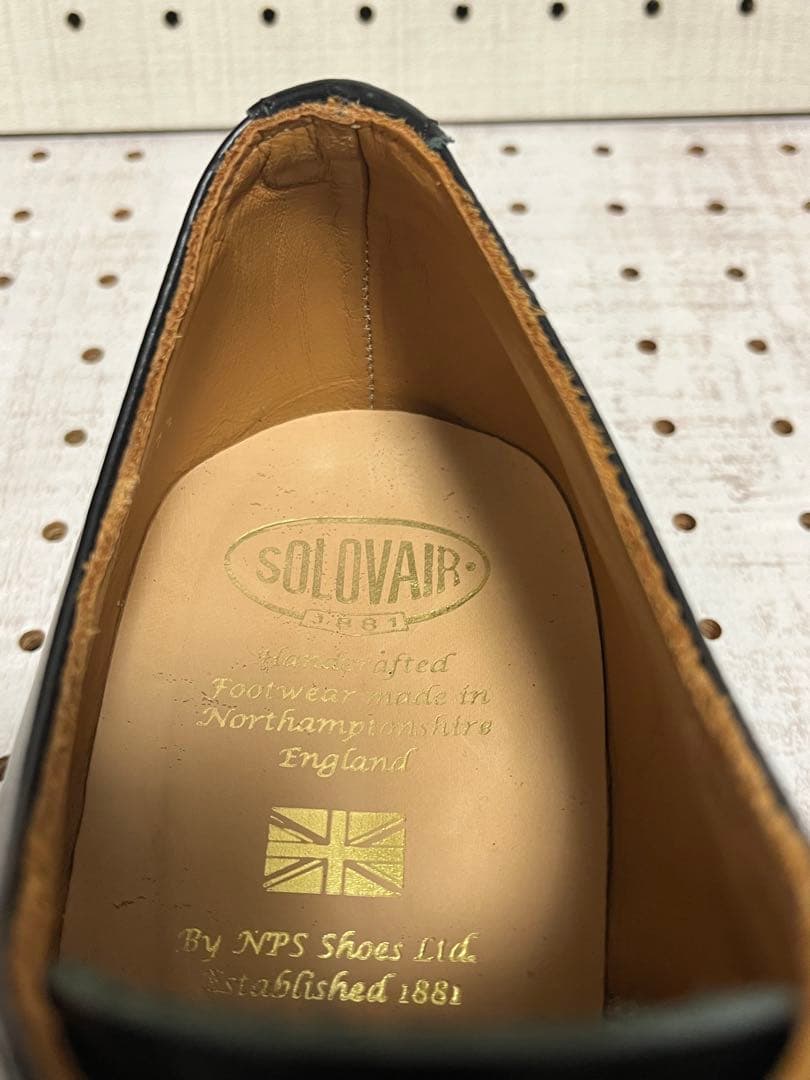 SOLOVAIR
1881
Handcrafted
Footwear made in
Northamptonshire
England
By NPS Shoes Ltd.
Established 1881